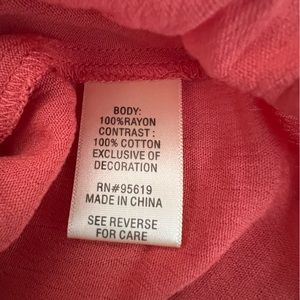 BODY:
100%RAYON
CONTRAST :
100% COTTON
EXCLUSIVE OF
DECORATION
RN#95619
MADE IN CHINA
SEE REVERSE
FOR CARE